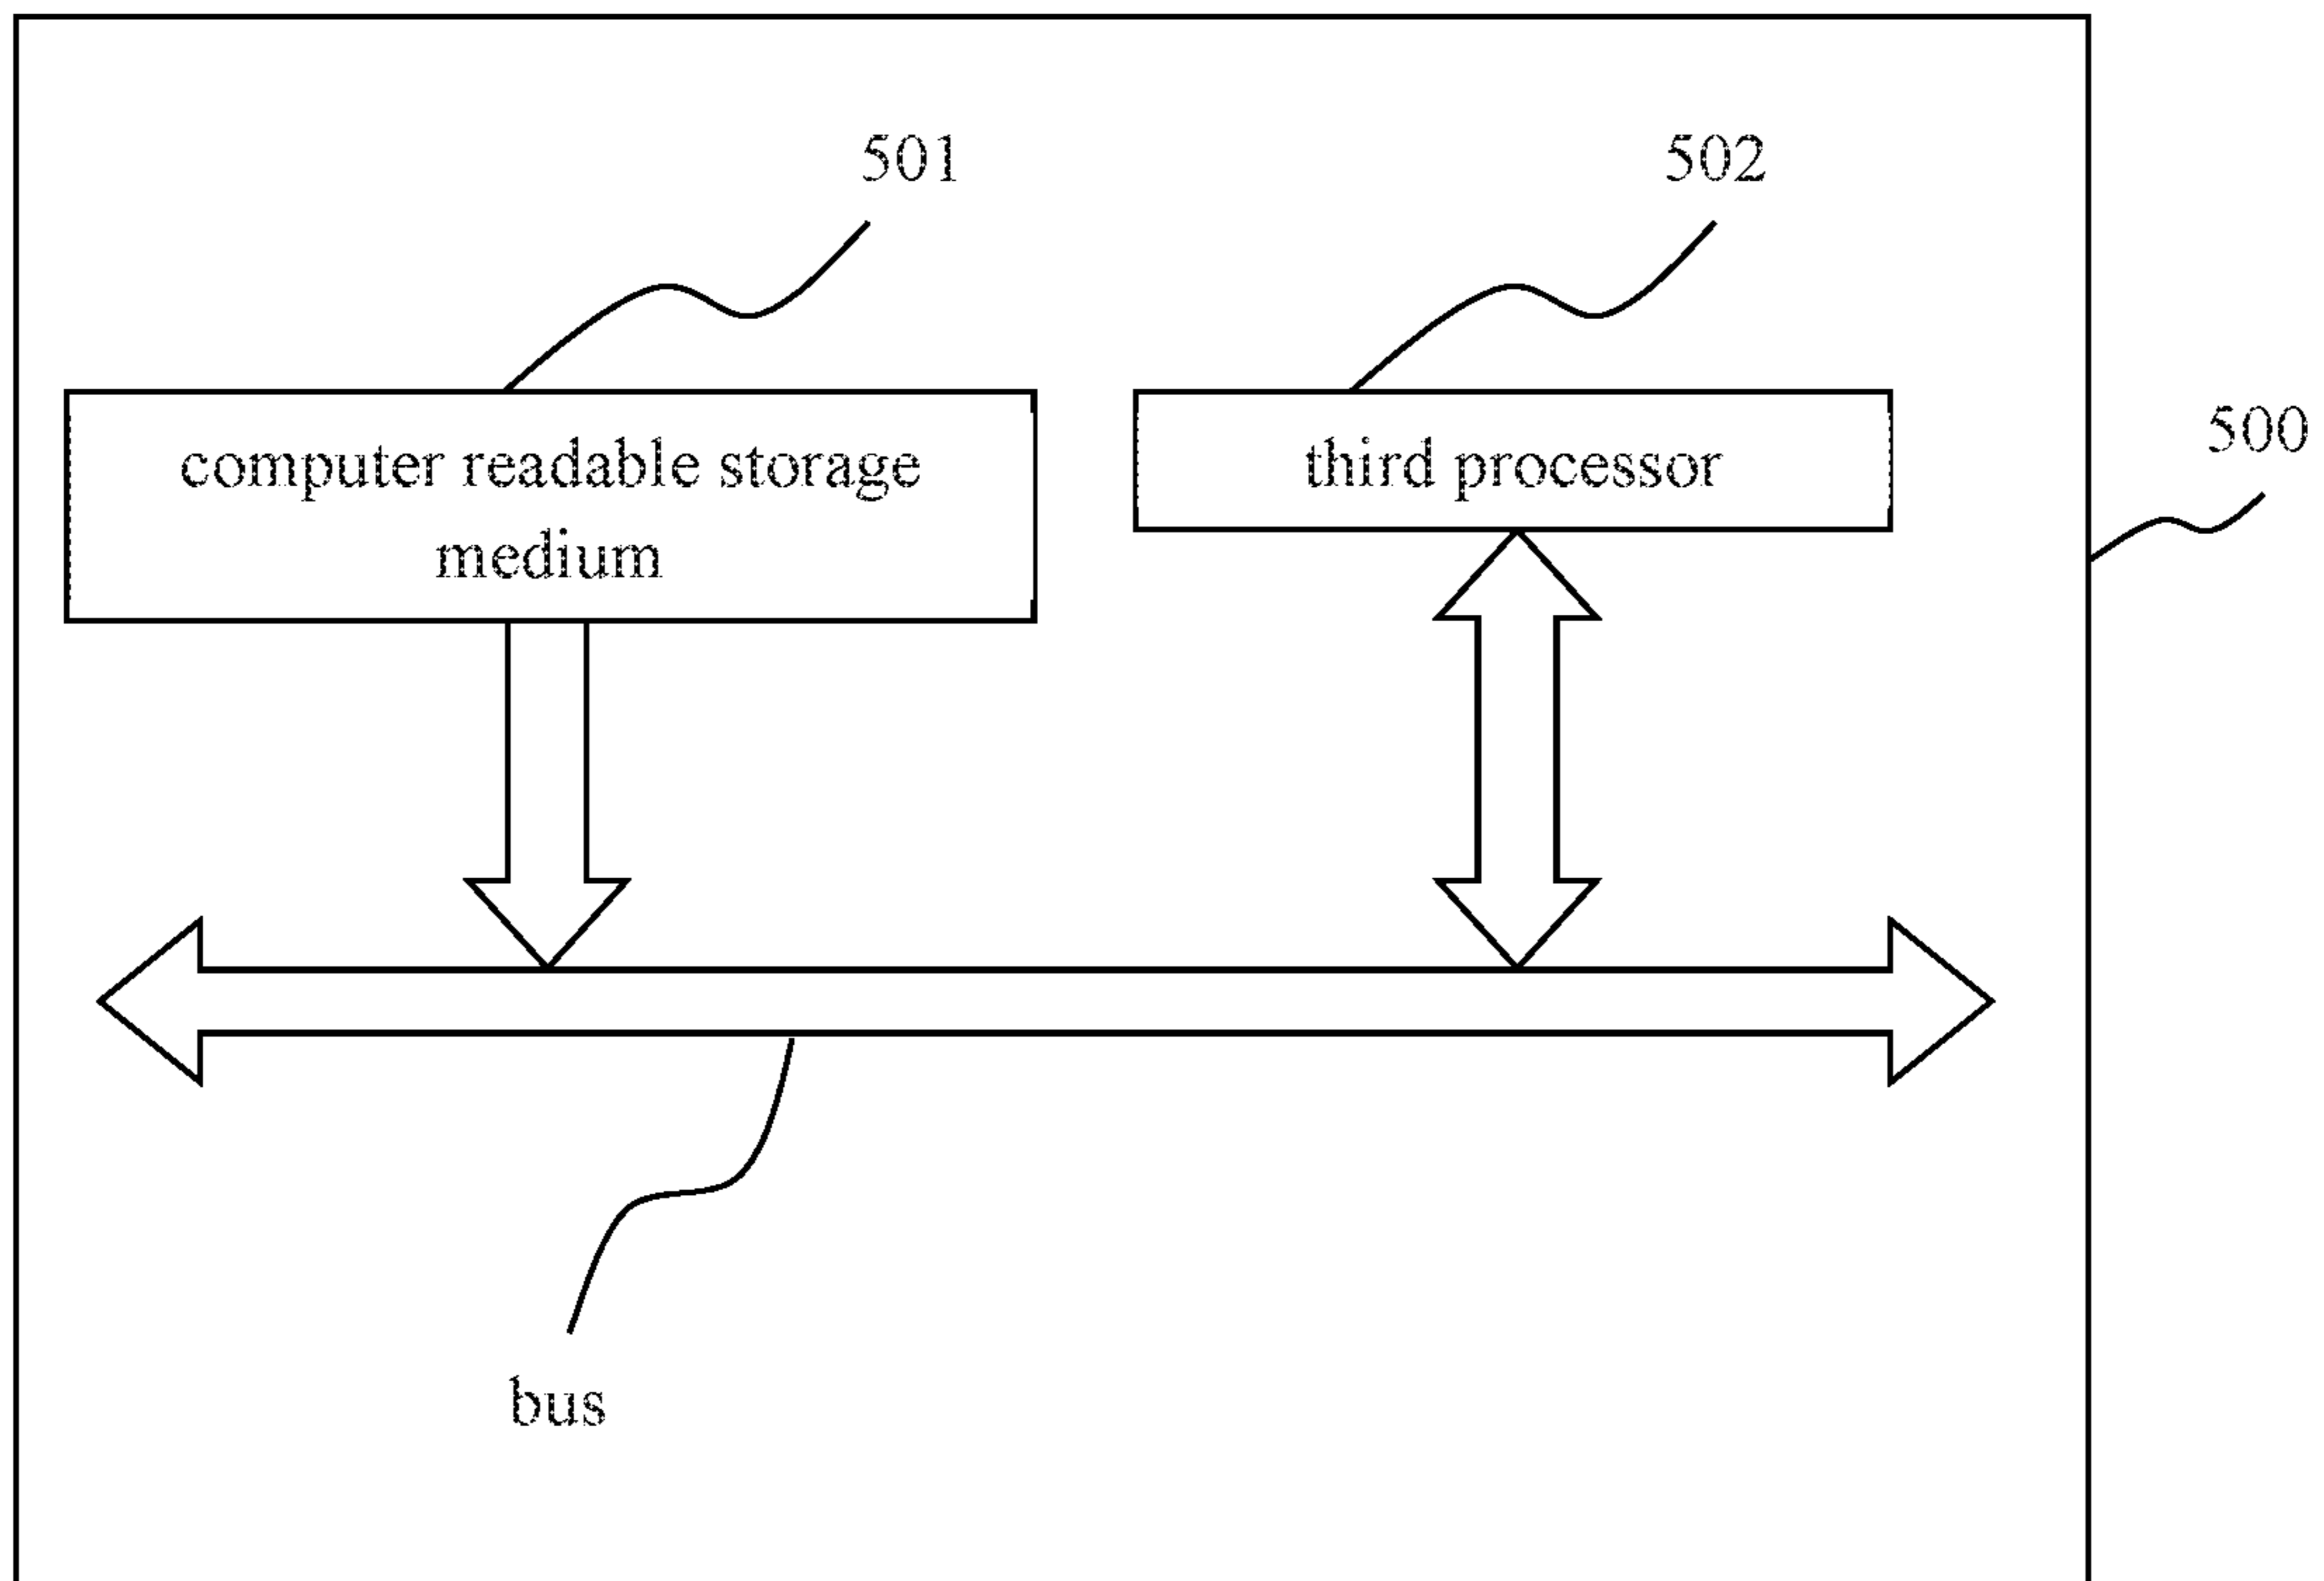 501
502
500
computer readable storage
medium
third processor
bus